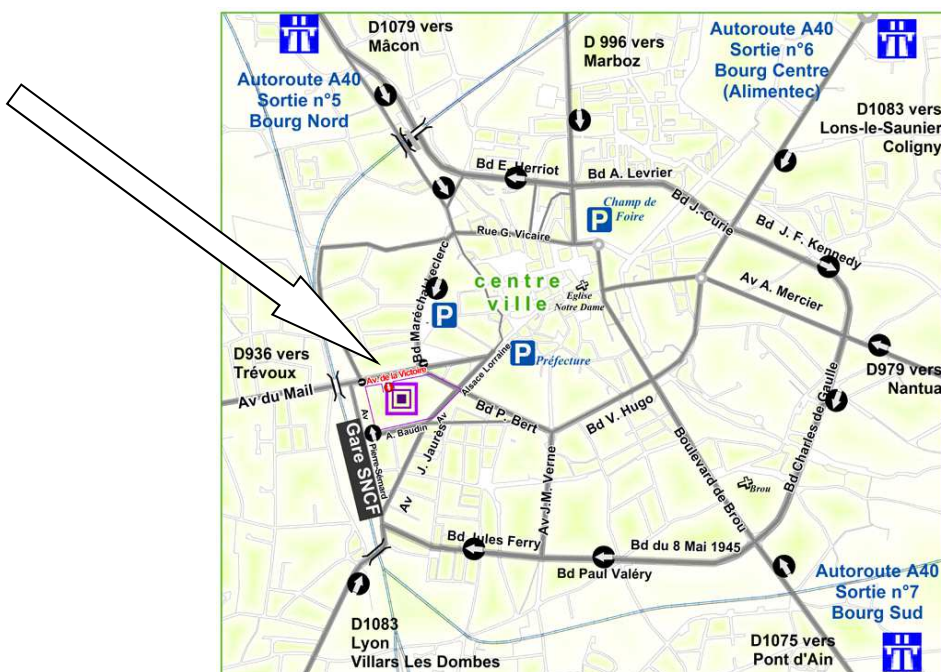 D1079 vers
Mâcon
D 996 vers
Marboz
Autoroute A40
Sortie n°6
Bourg Centre
(Alimentec)
Autoroute A40
Sortie n°5
Bourg Nord
D1083 vers
Lons-le-Saunier
Coligny
Bd E. Herriot
Bd A. Levrier
Bd J.-Curie
Bd J. F. Kennedy
P
Champ de
Foire
Rue G. Vicaire
Bd Maréchal Leclerc
centre
ville
Eglise
Notre Dame
Av A. Mercier
P
P
Préfecture
D936 vers
Trévoux
Av. de la Victoire
Alsace Lorraine
Av
D979 vers
Nantua
Av du Mail
Bd P. Bert
Bd V. Hugo
Bd Charles de Gaulle
Av Pierre-Sémard
A. Baudin
Av J. Jaurès
Gare SNCF
Av J.M. Verne
Boulevard de Brou
Brou
Bd Jules Ferry
Bd du 8 Mai 1945
Bd Paul Valéry
Autoroute A40
Sortie n°7
Bourg Sud
D1083
Lyon
Villars Les Dombes
D1075 vers
Pont d'Ain